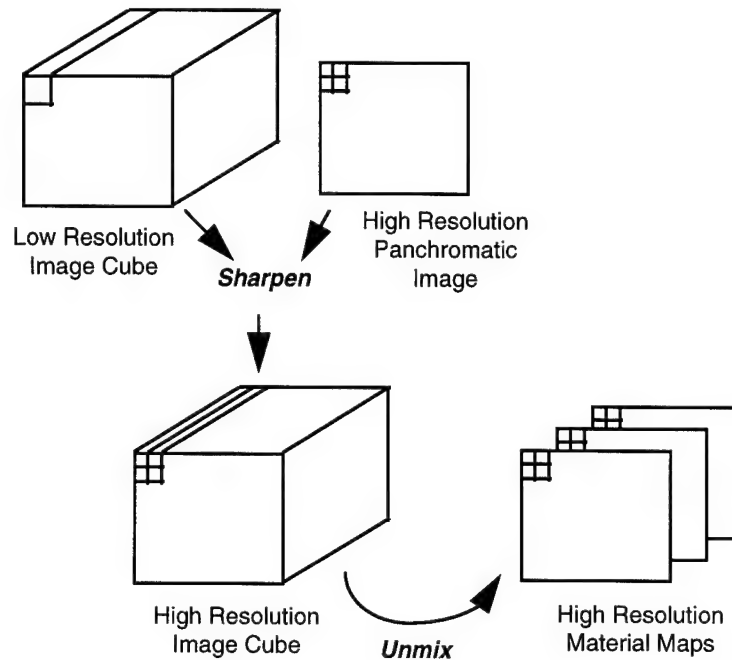 Low Resolution
Image Cube
High Resolution
Panchromatic
Image
Sharpen
High Resolution
Image Cube
Unmix
High Resolution
Material Maps